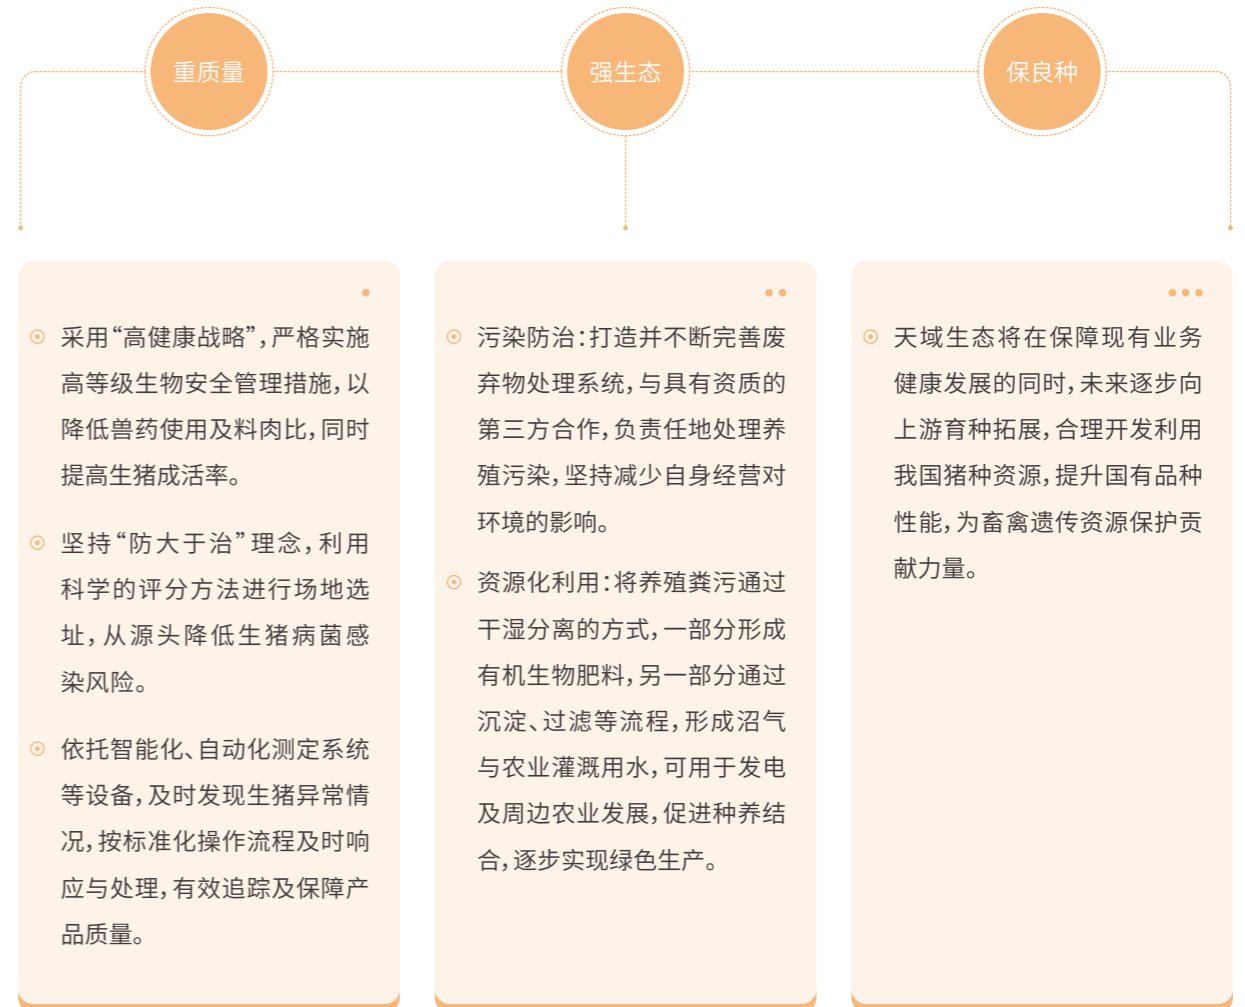 重质量
强生态
保良种
采用“高健康战略”，严格实施
高等级生物安全管理措施，以
降低兽药使用及料肉比，同时
提高生猪成活率。
坚持“防大于治”理念，利用
科学的评分方法进行场地选
址，从源头降低生猪病菌感
染风险。
依托智能化、自动化测定系统
等设备，及时发现生猪异常情
况，按标准化操作流程及时响
应与处理，有效追踪及保障产
品质量。
污染防治：打造并不断完善废
弃物处理系统，与具有资质的
第三方合作，负责任地处理养
殖污染，坚持减少自身经营对
环境的影响。
资源化利用：将养殖粪污通过
干湿分离的方式，一部分形成
有机生物肥料，另一部分通过
沉淀、过滤等流程，形成沼气
与农业灌溉用水，可用于发电
及周边农业发展，促进种养结
合，逐步实现绿色生产。
天域生态将在保障现有业务
健康发展的同时，未来逐步向
上游育种拓展，合理开发利用
我国猪种资源，提升国有品种
性能，为畜禽遗传资源保护贡
献力量。